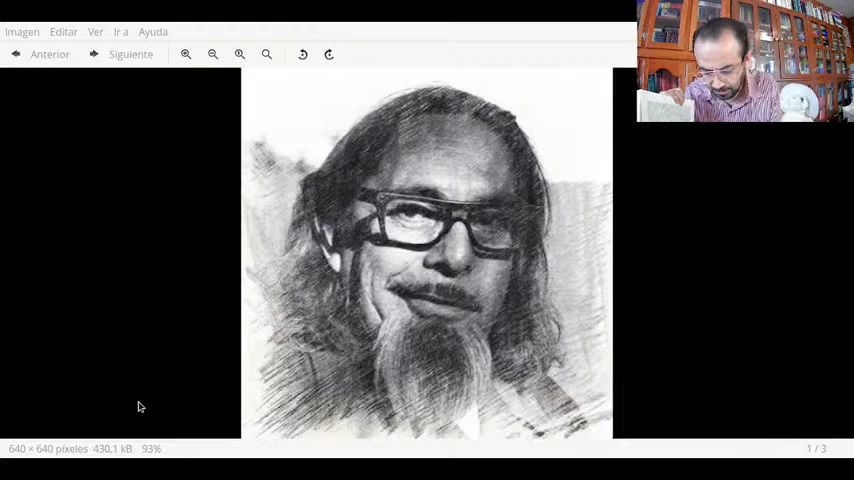 Imagen Editar Ver Ir a Ayuda
Anterior Siguiente
640 × 640 píxeles 430,1 kB 93%
1 / 3